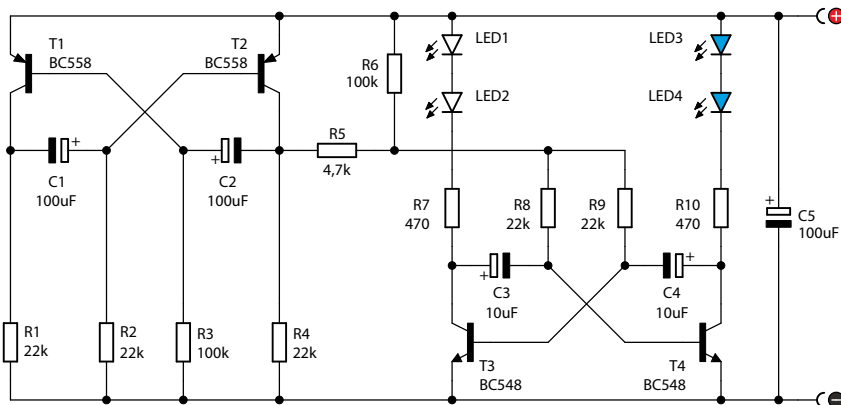 T1
BC558
T2
BC558
R6
100k
LED1
LED2
LED3
LED4
+
C1
100uF
+
C2
100uF
R5
4,7k
R7
470
R8
22k
R9
22k
R10
470
+
C5
100uF
+
C3
10uF
+
C4
10uF
R1
22k
R2
22k
R3
100k
R4
22k
T3
BC548
T4
BC548
+
−